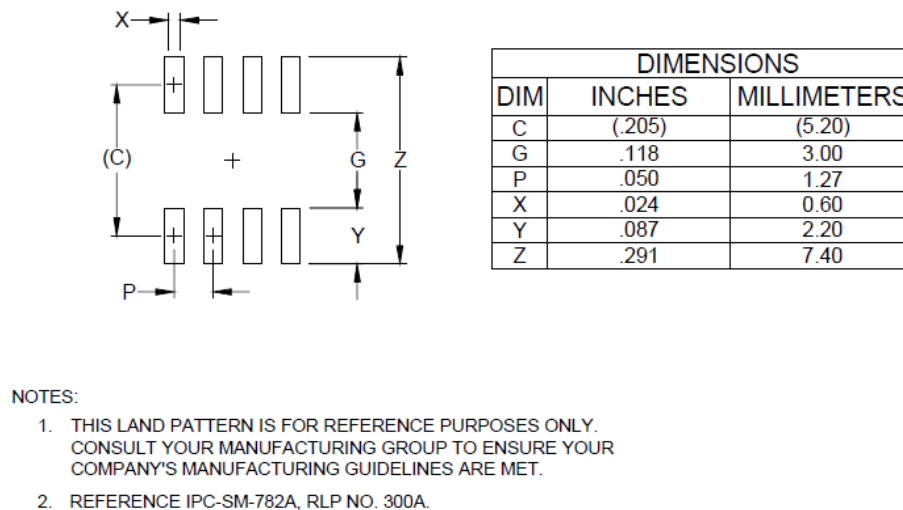 X
(C)
G
Z
Y
P
DIMENSIONS
DIM INCHES MILLIMETERS
C (.205) (5.20)
G .118 3.00
P .050 1.27
X .024 0.60
Y .087 2.20
Z .291 7.40
NOTES:
1. THIS LAND PATTERN IS FOR REFERENCE PURPOSES ONLY.
CONSULT YOUR MANUFACTURING GROUP TO ENSURE YOUR
COMPANY'S MANUFACTURING GUIDELINES ARE MET.
2. REFERENCE IPC-SM-782A, RLP NO. 300A.